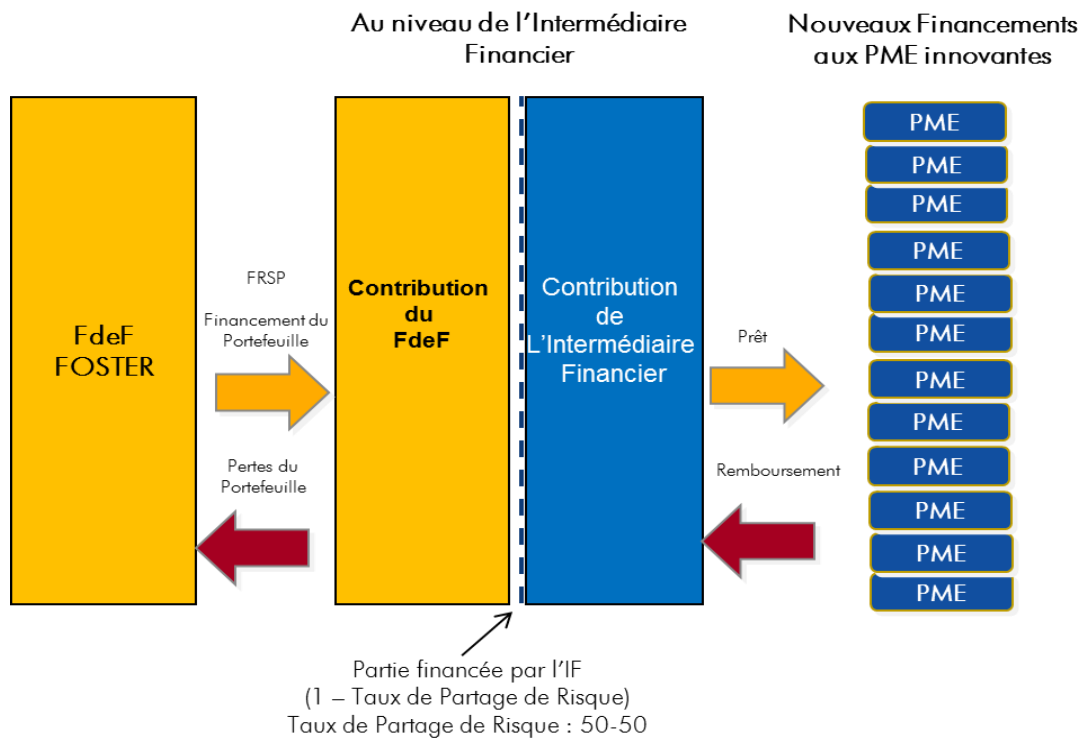 Au niveau de l'Intermédiaire
Financier
Nouveaux Financements
aux PME innovantes
FdeF
FOSTER
FRSP
Financement du
Portefeuille
Pertes du
Portefeuille
Contribution
du
FdeF
Contribution
de
L'Intermédiaire
Financier
Prêt
Remboursement
PME
PME
PME
PME
PME
PME
PME
PME
PME
PME
PME
PME
Partie financée par l'IF
(1 – Taux de Partage de Risque)
Taux de Partage de Risque : 50-50